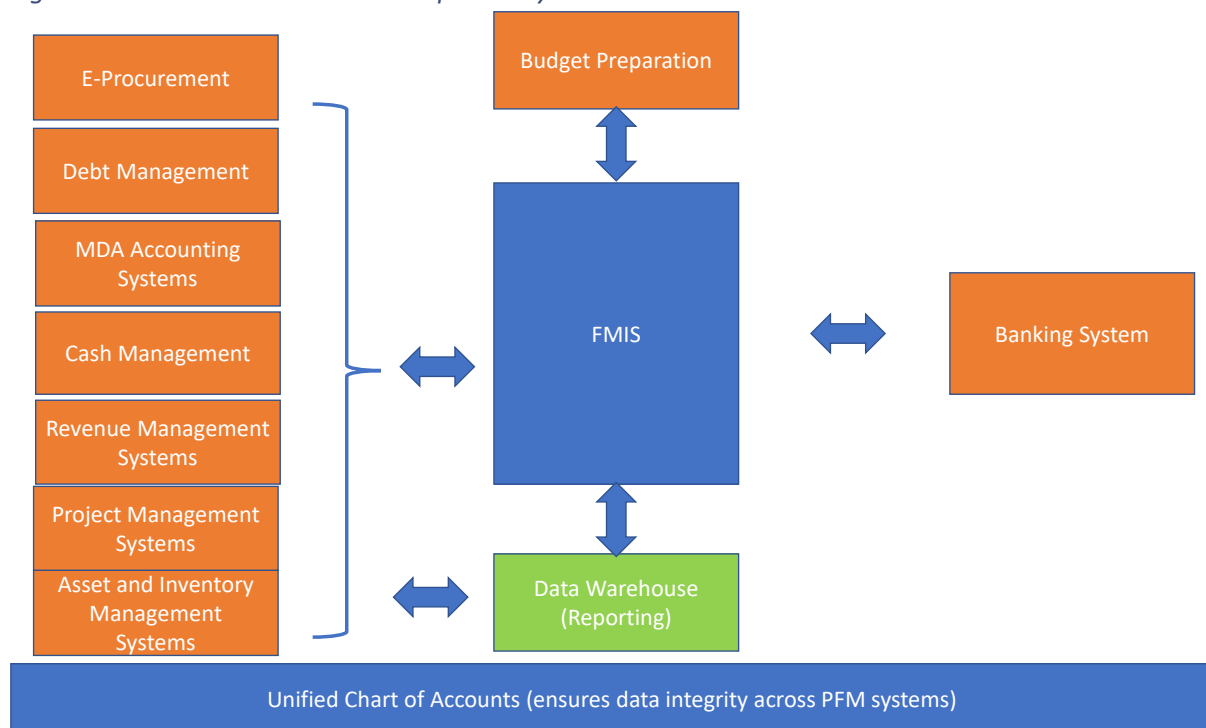 E-Procurement
Debt Management
MDA Accounting
Systems
Cash Management
Revenue Management
Systems
Project Management
Systems
Asset and Inventory
Management
Systems
Budget Preparation
FMIS
Data Warehouse
(Reporting)
Banking System
Unified Chart of Accounts (ensures data integrity across PFM systems)